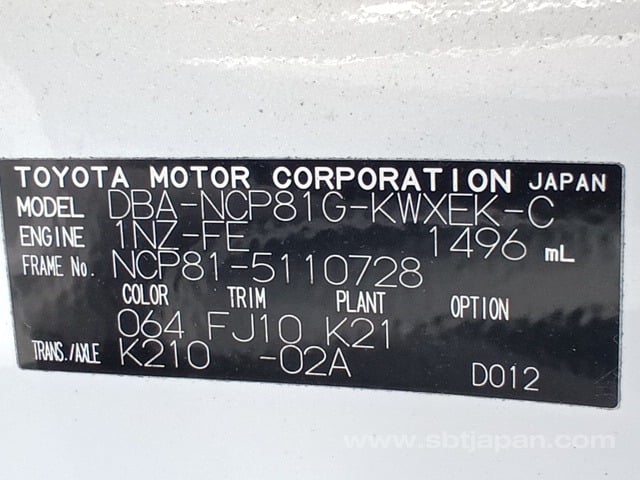 TOYOTA MOTOR CORPORATION JAPAN
MODEL DBA-NCP81G-KWXEK-C
ENGINE 1NZ-FE 1496 mL
FRAME No. NCP81-5110728
COLOR TRIM PLANT OPTION
064 FJ10 K21
TRANS./AXLE K210 -02A D012
www.sbtjapan.com